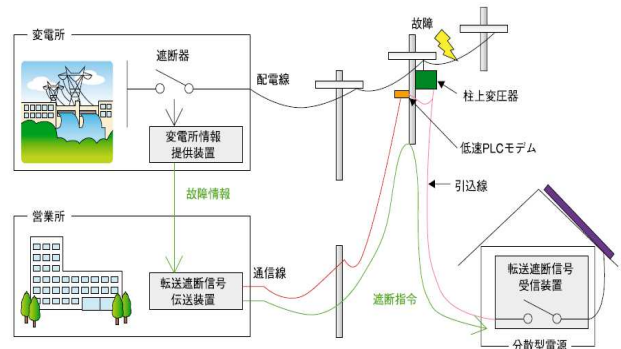 変電所
遮断器
変電所情報
提供装置
配電線
故障
柱上変圧器
低速PLCモデム
引込線
故障情報
営業所
転送遮断信号
伝送装置
通信線
遮断指令
転送遮断信号
受信装置
分散型電源